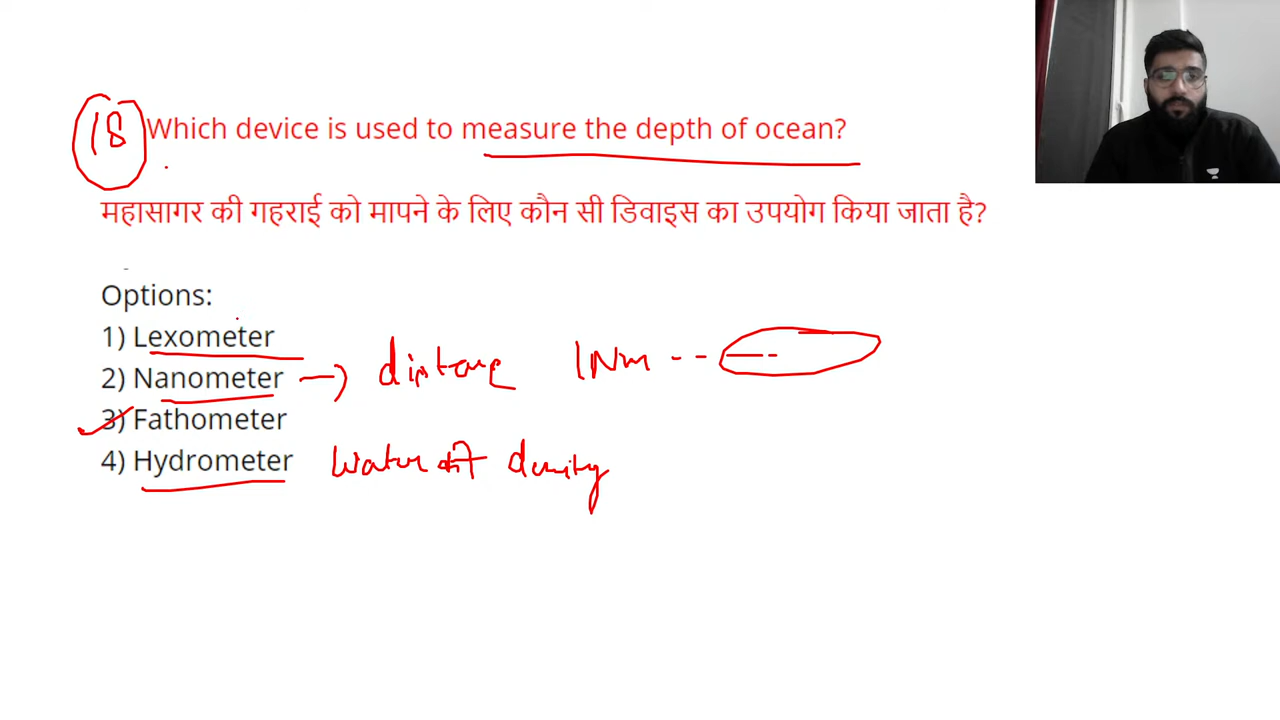 18 Which device is used to measure the depth of ocean?
महासागर की गहराई को मापने के लिए कौन सी डिवाइस का उपयोग किया जाता है?
Options:
1) Lexometer
2) Nanometer → distance 1Nm
3) Fathometer
4) Hydrometer Water की density